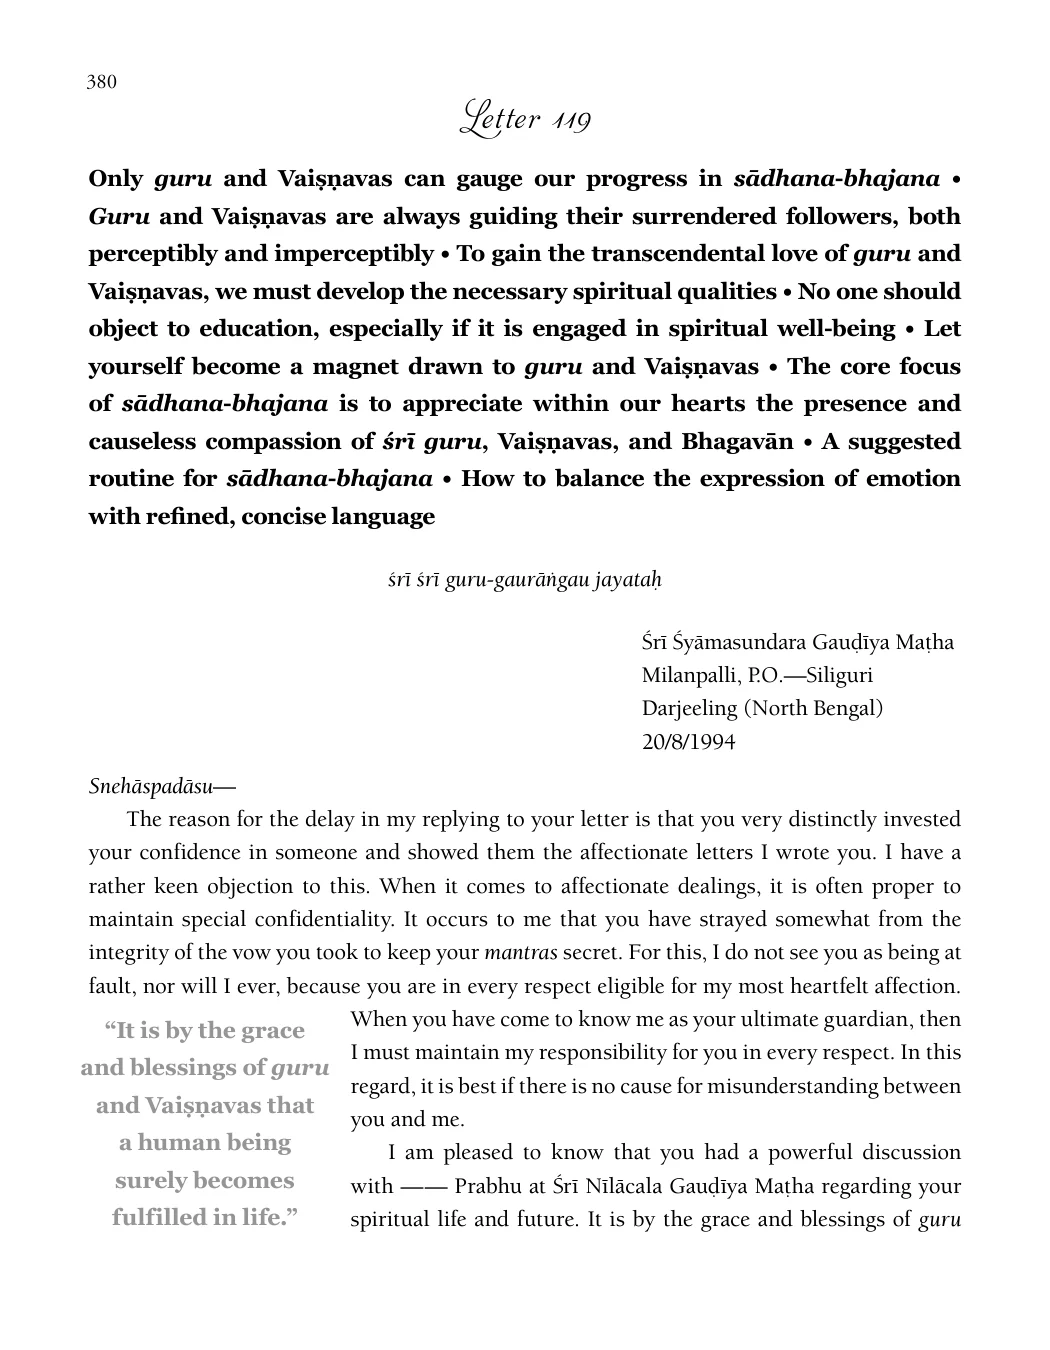 380
Letter 119
Only guru and Vaiṣṇavas can gauge our progress in sādhana-bhajana •
Guru and Vaiṣṇavas are always guiding their surrendered followers, both
perceptibly and imperceptibly • To gain the transcendental love of guru and
Vaiṣṇavas, we must develop the necessary spiritual qualities • No one should
object to education, especially if it is engaged in spiritual well-being • Let
yourself become a magnet drawn to guru and Vaiṣṇavas • The core focus
of sādhana-bhajana is to appreciate within our hearts the presence and
causeless compassion of śrī guru, Vaiṣṇavas, and Bhagavān • A suggested
routine for sādhana-bhajana • How to balance the expression of emotion
with refined, concise language
śrī śrī guru-gaurāṅgau jayataḥ
Śrī Śyāmasundara Gauḍīya Maṭha
Milanpalli, P.O.—Siliguri
Darjeeling (North Bengal)
20/8/1994
Snehāspadāsu—
The reason for the delay in my replying to your letter is that you very distinctly invested
your confidence in someone and showed them the affectionate letters I wrote you. I have a
rather keen objection to this. When it comes to affectionate dealings, it is often proper to
maintain special confidentiality. It occurs to me that you have strayed somewhat from the
integrity of the vow you took to keep your mantras secret. For this, I do not see you as being at
fault, nor will I ever, because you are in every respect eligible for my most heartfelt affection.
When you have come to know me as your ultimate guardian, then
I must maintain my responsibility for you in every respect. In this
regard, it is best if there is no cause for misunderstanding between
you and me.
I am pleased to know that you had a powerful discussion
with —— Prabhu at Śrī Nīlācala Gauḍīya Maṭha regarding your
spiritual life and future. It is by the grace and blessings of guru
“It is by the grace
and blessings of guru
and Vaiṣṇavas that
a human being
surely becomes
fulfilled in life.”